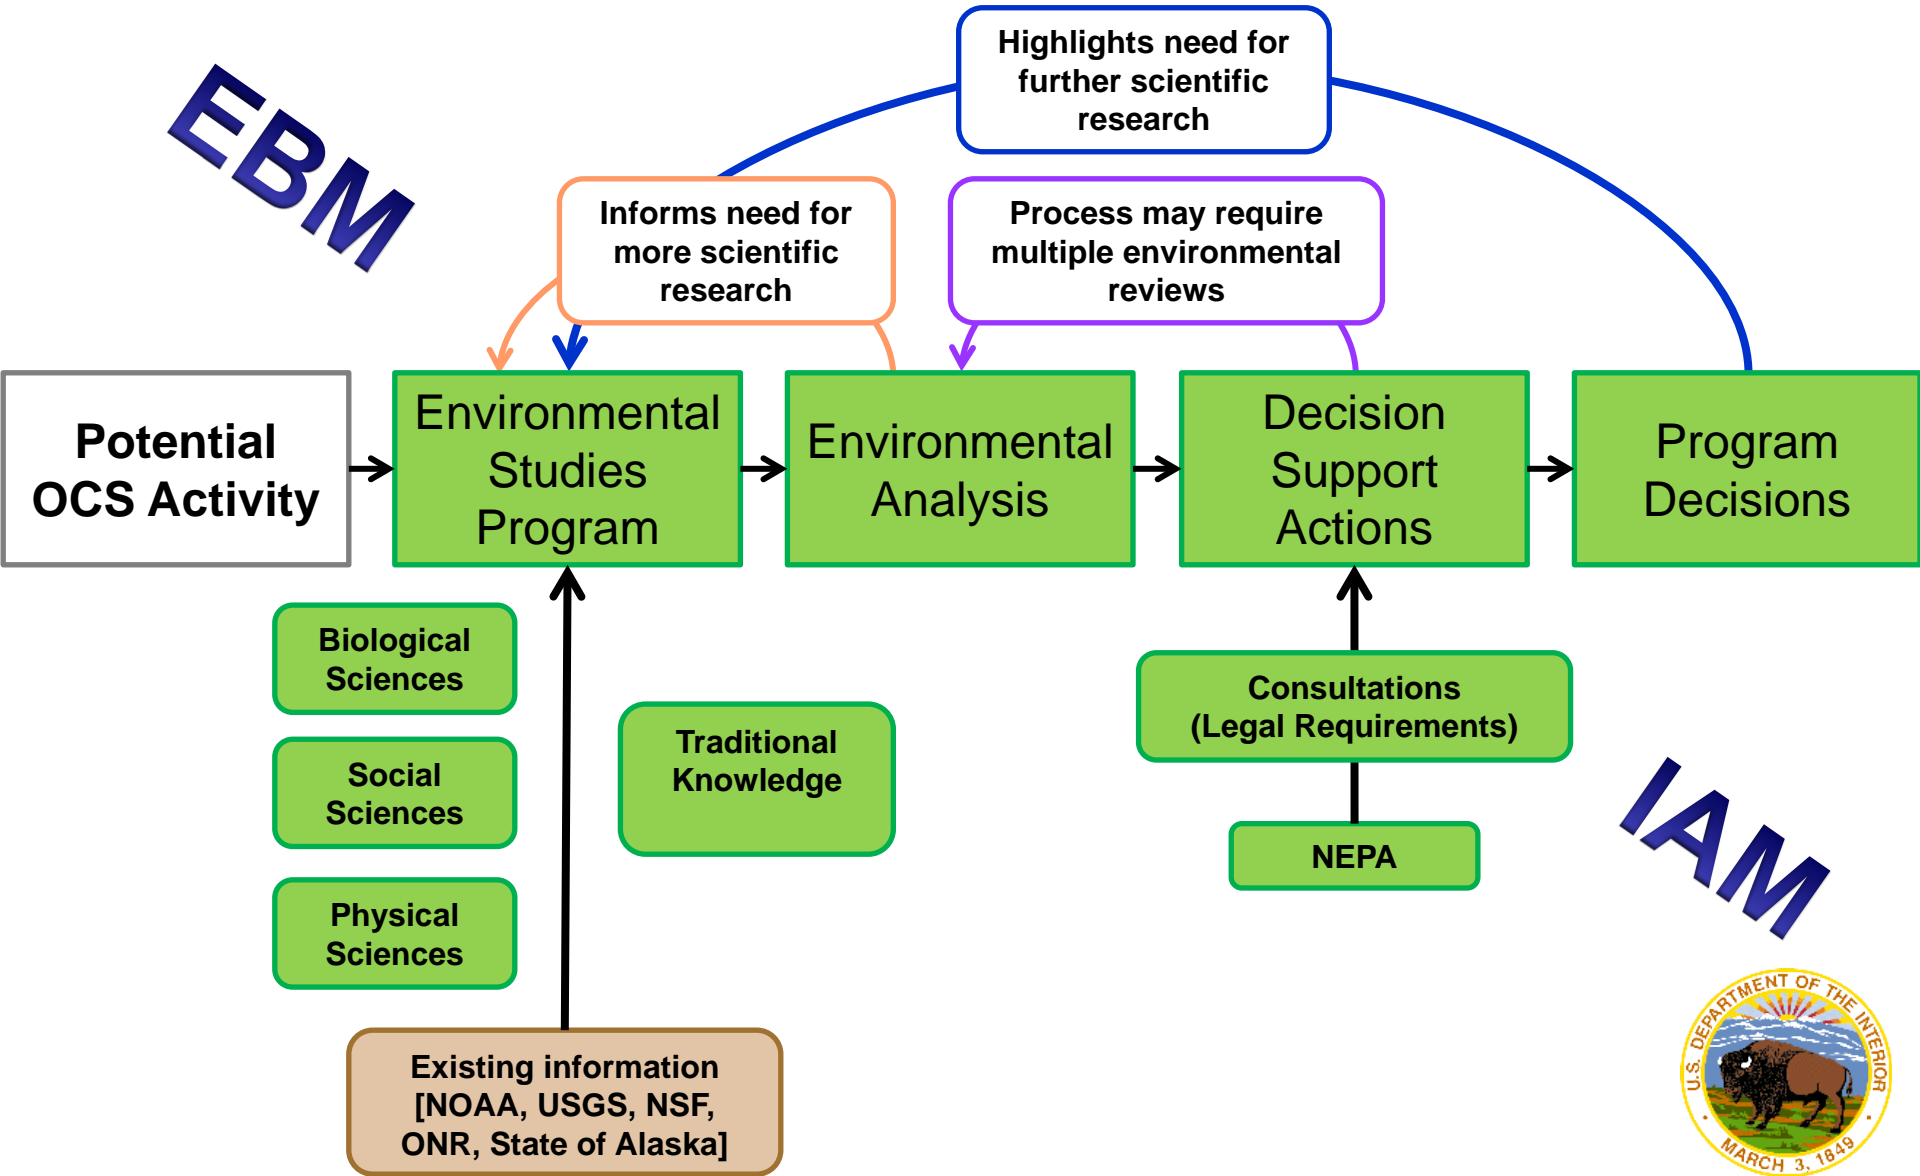 EBM
Highlights need for
further scientific
research
Informs need for
more scientific
research
Process may require
multiple environmental
reviews
Potential
OCS Activity
Environmental
Studies
Program
Environmental
Analysis
Decision
Support
Actions
Program
Decisions
Biological
Sciences
Social
Sciences
Physical
Sciences
Traditional
Knowledge
Consultations
(Legal Requirements)
NEPA
IAM
Existing information
[NOAA, USGS, NSF,
ONR, State of Alaska]
U.S. DEPARTMENT OF THE INTERIOR
MARCH 3, 1849